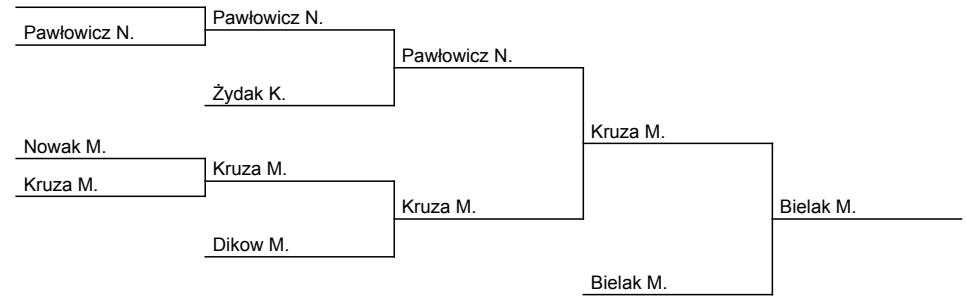 Pawłowicz N.
Pawłowicz N.
Pawłowicz N.
Żydak K.
Kruza M.
Nowak M.
Kruza M.
Kruza M.
Kruza M.
Bielak M.
Dikow M.
Bielak M.